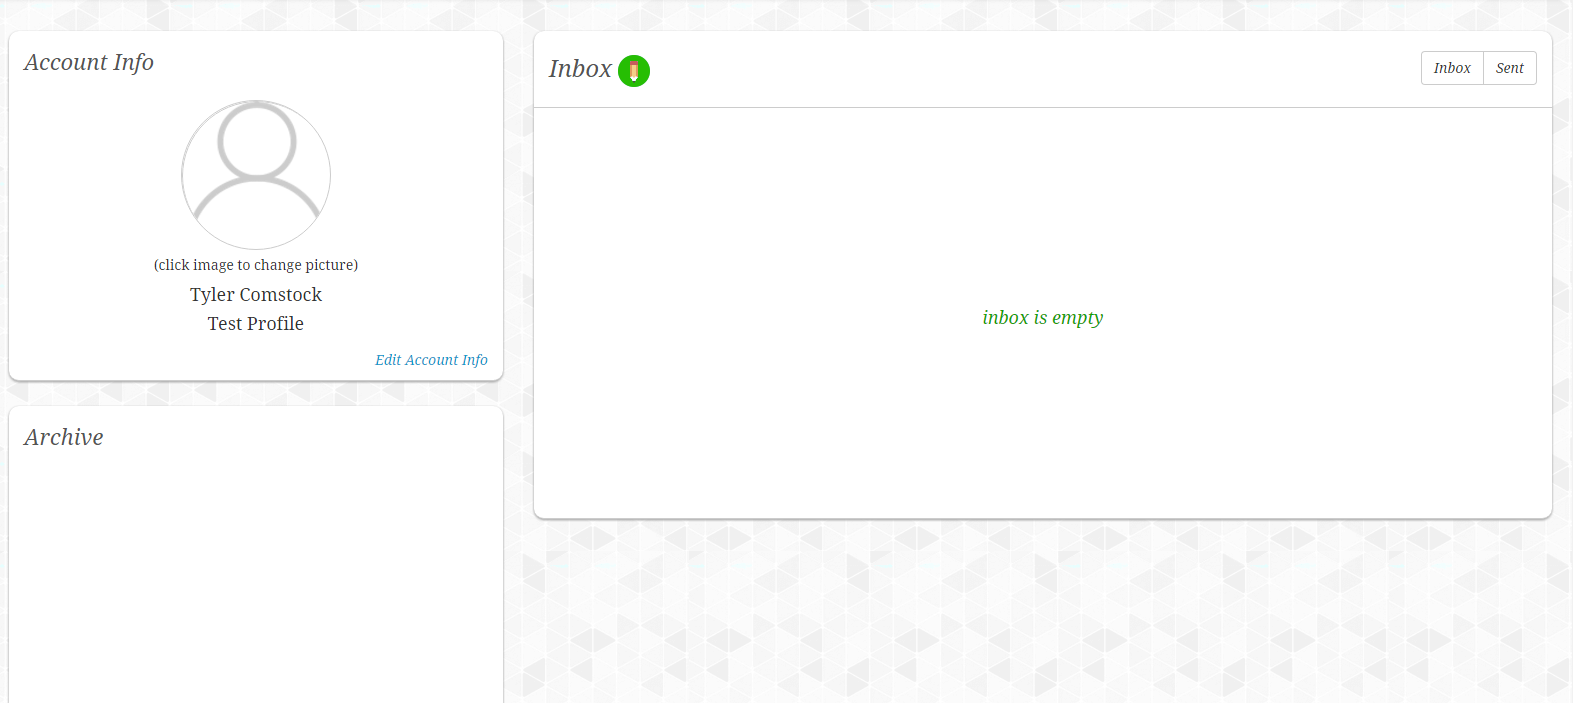 Account Info
(click image to change picture)
Tyler Comstock
Test Profile
Edit Account Info
Archive
Inbox
Inbox Sent
inbox is empty